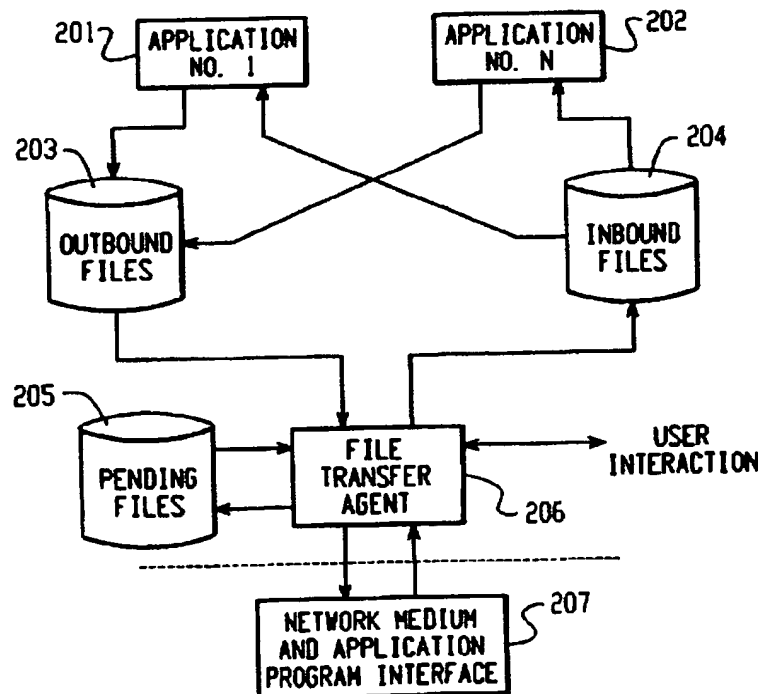 201
APPLICATION
NO. 1
APPLICATION
NO. N
202
203
OUTBOUND
FILES
204
INBOUND
FILES
205
PENDING
FILES
FILE
TRANSFER
AGENT
206
USER
INTERACTION
NETWORK MEDIUM
AND APPLICATION
PROGRAM INTERFACE
207